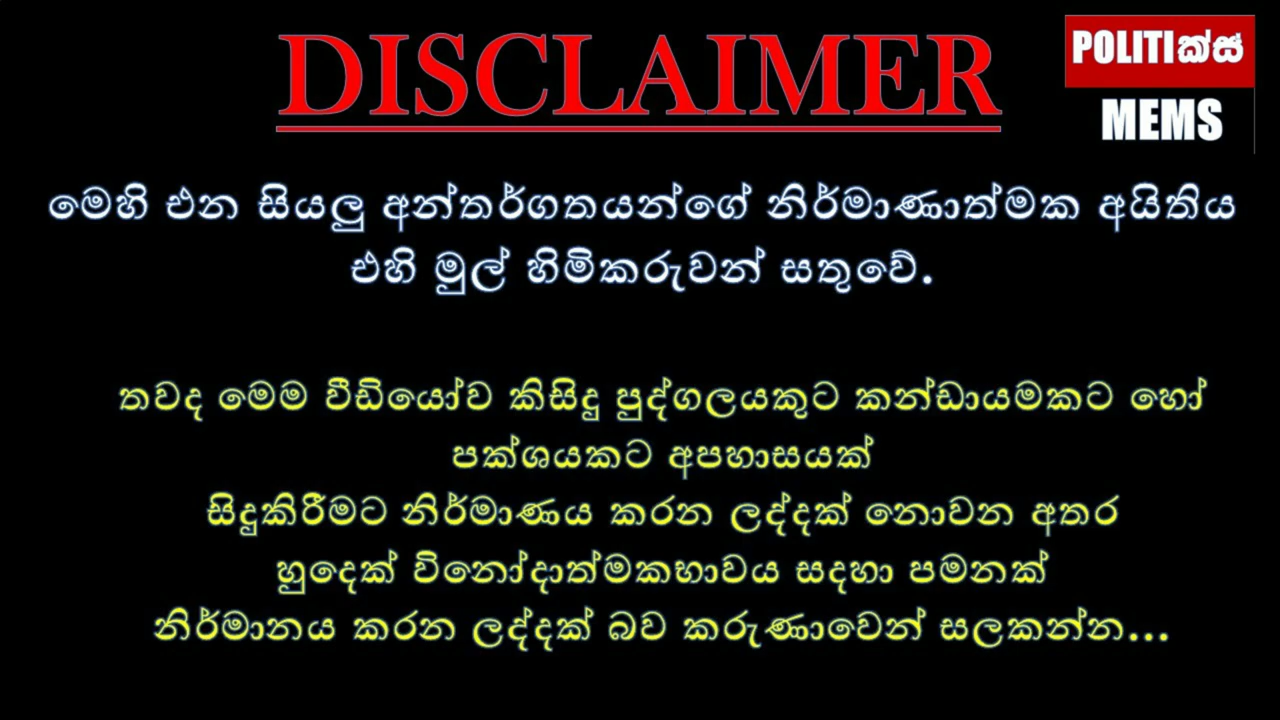 DISCLAIMER
POLITIක්ස්
MEMS
මෙහි එන සියලු අන්තර්ගතයන්ගේ නිර්මාණාත්මක අයිතිය
එහි මුල් හිමිකරුවන් සතුවේ.
තවද මෙම වීඩියෝව කිසිදු පුද්ගලයකුට කන්ඩායමකට හෝ
පක්ශයකට අපහාසයක්
සිදුකිරීමට නිර්මාණය කරන ලද්දක් නොවන අතර
හුදෙක් විනෝදාත්මකභාවය සදහා පමනක්
නිර්මානය කරන ලද්දක් බව කරුණාවෙන් සලකන්න...